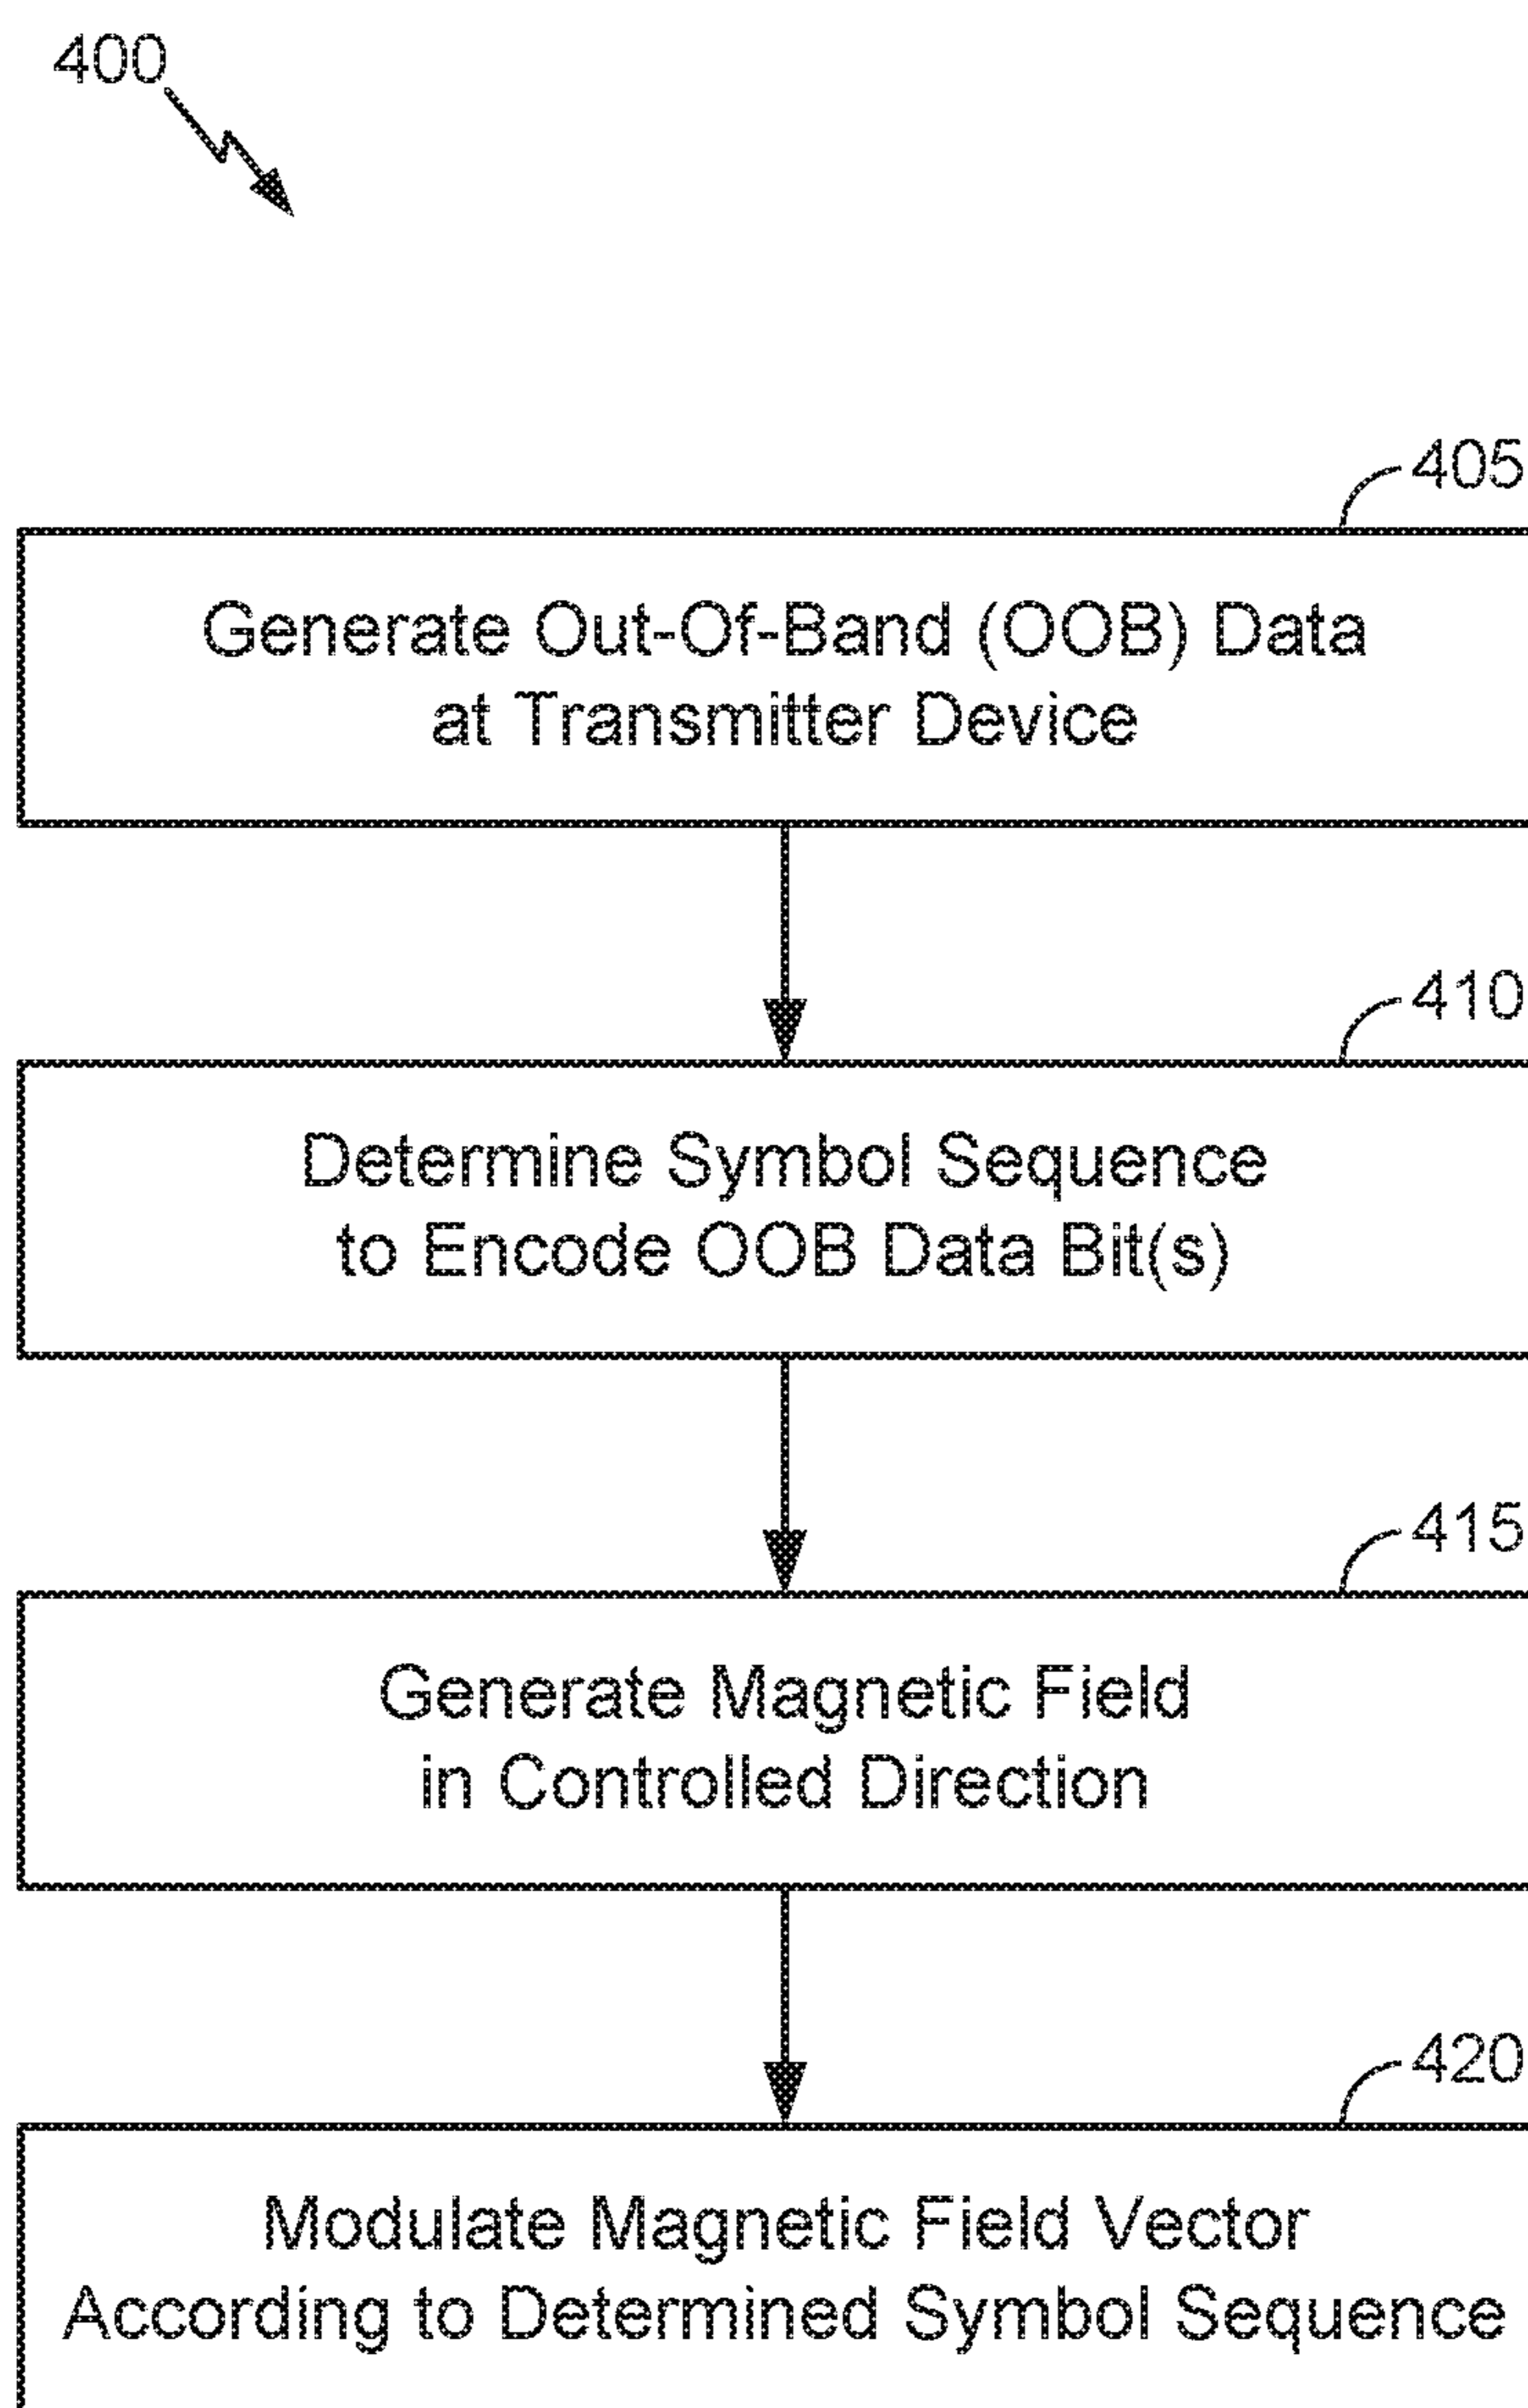 400
405
Generate Out-Of-Band (OOB) Data
at Transmitter Device
410
Determine Symbol Sequence
to Encode OOB Data Bit(s)
415
Generate Magnetic Field
in Controlled Direction
420
Modulate Magnetic Field Vector
According to Determined Symbol Sequence